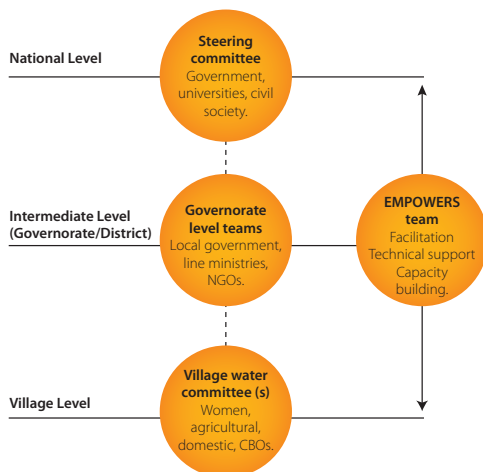 National Level
Steering
committee
Government,
universities, civil
society.
Intermediate Level
(Governorate/District)
Governorate
level teams
Local government,
line ministries,
NGOs.
EMPOWERS
team
Facilitation
Technical support
Capacity
building.
Village Level
Village water
committee (s)
Women,
agricultural,
domestic, CBOs.